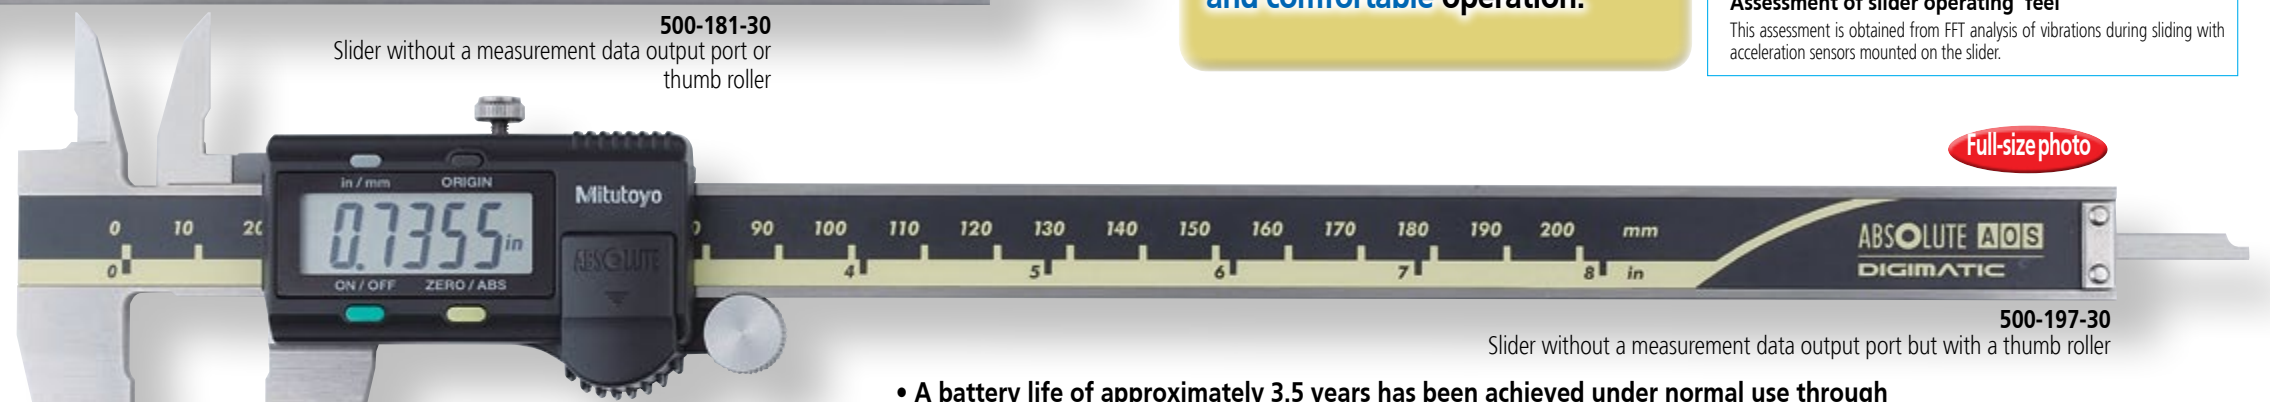 500-181-30
Slider without a measurement data output port or
thumb roller
and comfortable operation.
Assessment of slider operating feel
This assessment is obtained from FFT analysis of vibrations during sliding with
acceleration sensors mounted on the slider.
Full-size photo
in / mm ORIGIN
Mitutoyo
0.7355 in
ABSOLUTE
ON / OFF ZERO / ABS
0 10 20 90 100 110 120 130 140 150 160 170 180 190 200 mm
0 4 5 6 7 8 in
ABSOLUTE AOS
DIGIMATIC
500-197-30
Slider without a measurement data output port but with a thumb roller
• A battery life of approximately 3.5 years has been achieved under normal use through